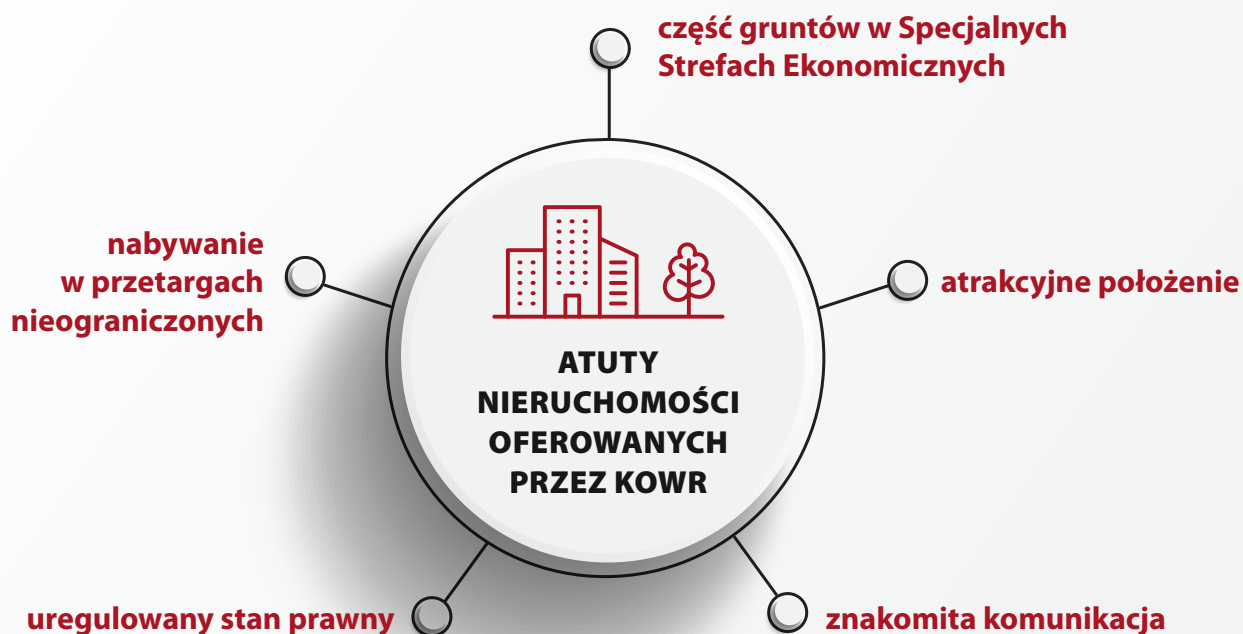 część gruntów w Specjalnych
Strefach Ekonomicznych
nabywanie
w przetargach
nieograniczonych
atrakcyjne położenie
ATUTY
NIERUCHOMOŚCI
OFEROWANYCH
PRZEZ KOWR
uregulowany stan prawny
znakomita komunikacja